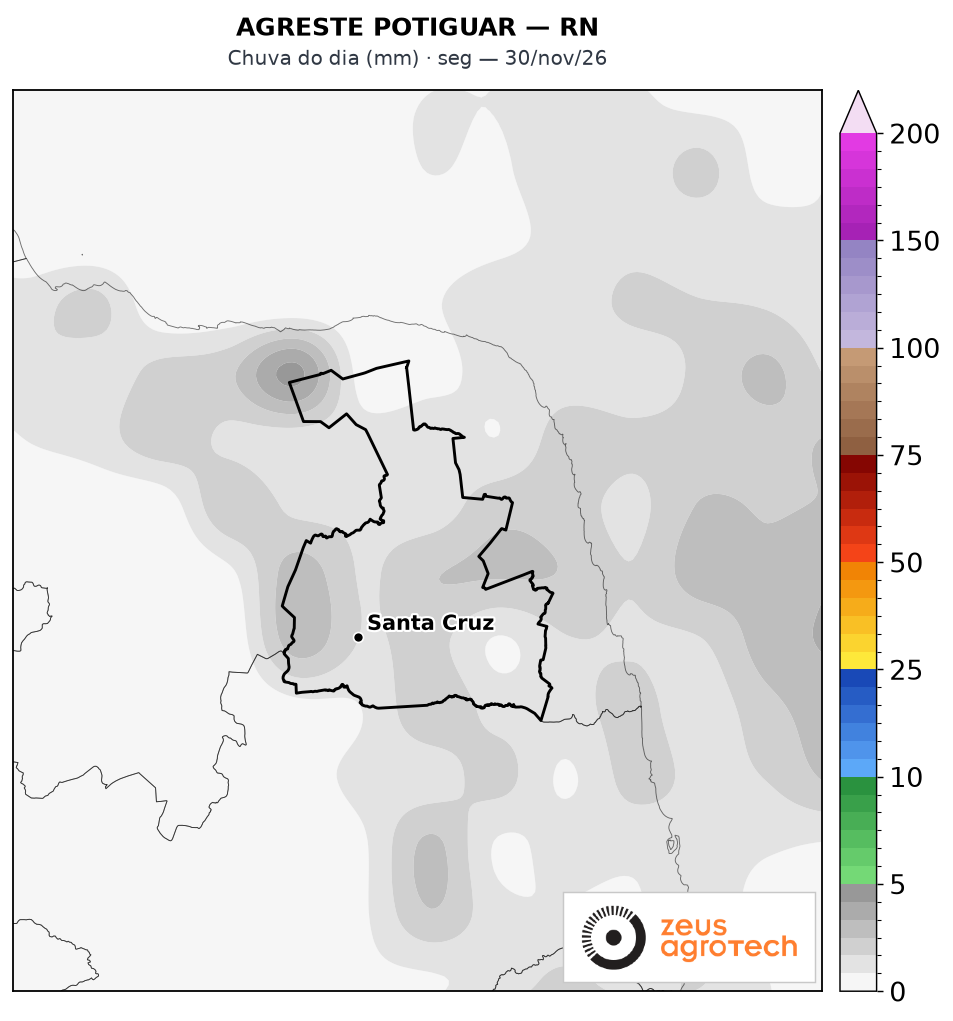 AGRESTE POTIGUAR — RN
Chuva do dia (mm) · seg — 30/nov/26
200
150
100
75
50
25
10
5
0
Santa Cruz
zeus
agrotech